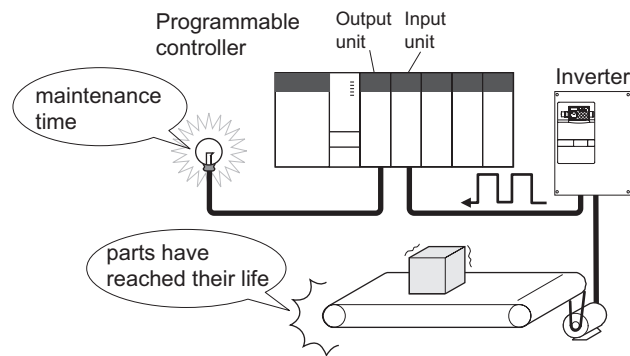 Programmable
controller
Output
unit
Input
unit
Inverter
maintenance
time
parts have
reached their life